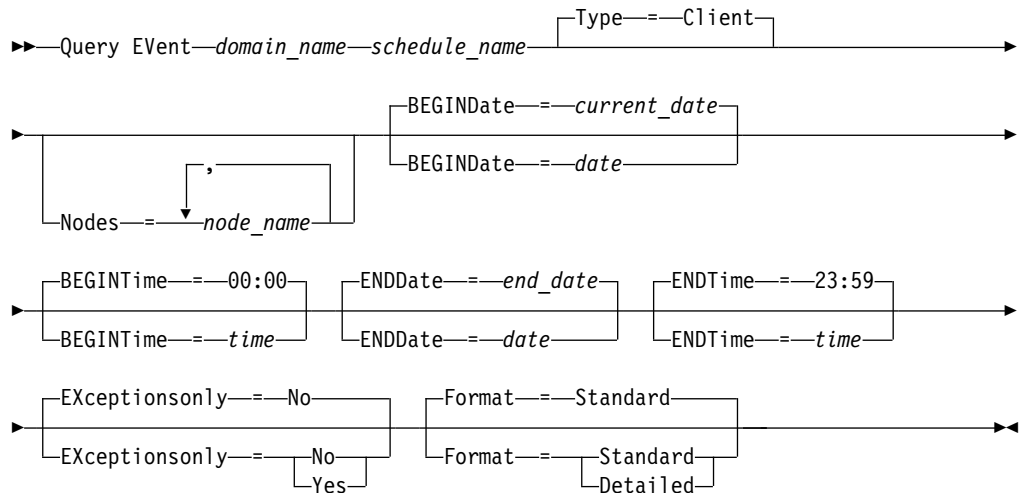 Type = Client
Query EVent domain_name schedule_name
BEGINDate = current_date
BEGINDate = date
,
Nodes = node_name
BEGINTime = 00:00
BEGINTime = time
ENDDate = end_date
ENDDate = date
ENDTime = 23:59
ENDTime = time
EXceptionsonly = No
EXceptionsonly = No
Yes
Format = Standard
Format = Standard
Detailed